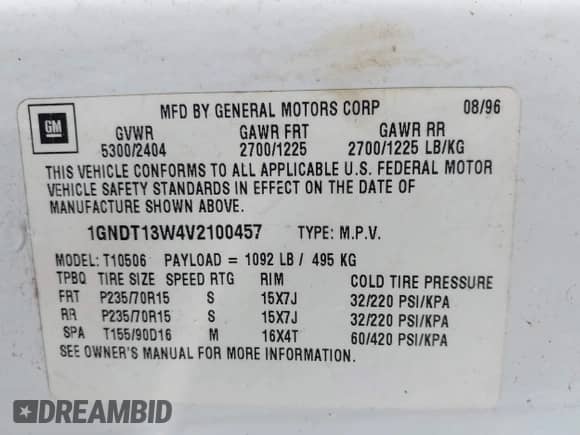 MFD BY GENERAL MOTORS CORP 08/96
GM
GVWR GAWR FRT GAWR RR
5300/2404 2700/1225 2700/1225 LB/KG
THIS VEHICLE CONFORMS TO ALL APPLICABLE U.S. FEDERAL MOTOR
VEHICLE SAFETY STANDARDS IN EFFECT ON THE DATE OF
MANUFACTURE SHOWN ABOVE.
1GNDT13W4V2100457 TYPE: M.P.V.
MODEL: T10506 PAYLOAD = 1092 LB / 495 KG
TPBQ TIRE SIZE SPEED RTG RIM COLD TIRE PRESSURE
FRT P235/70R15 S 15X7J 32/220 PSI/KPA
RR P235/70R15 S 15X7J 32/220 PSI/KPA
SPA T155/90D16 M 16X4T 60/420 PSI/KPA
SEE OWNER'S MANUAL FOR MORE INFORMATION.
DREAMBID